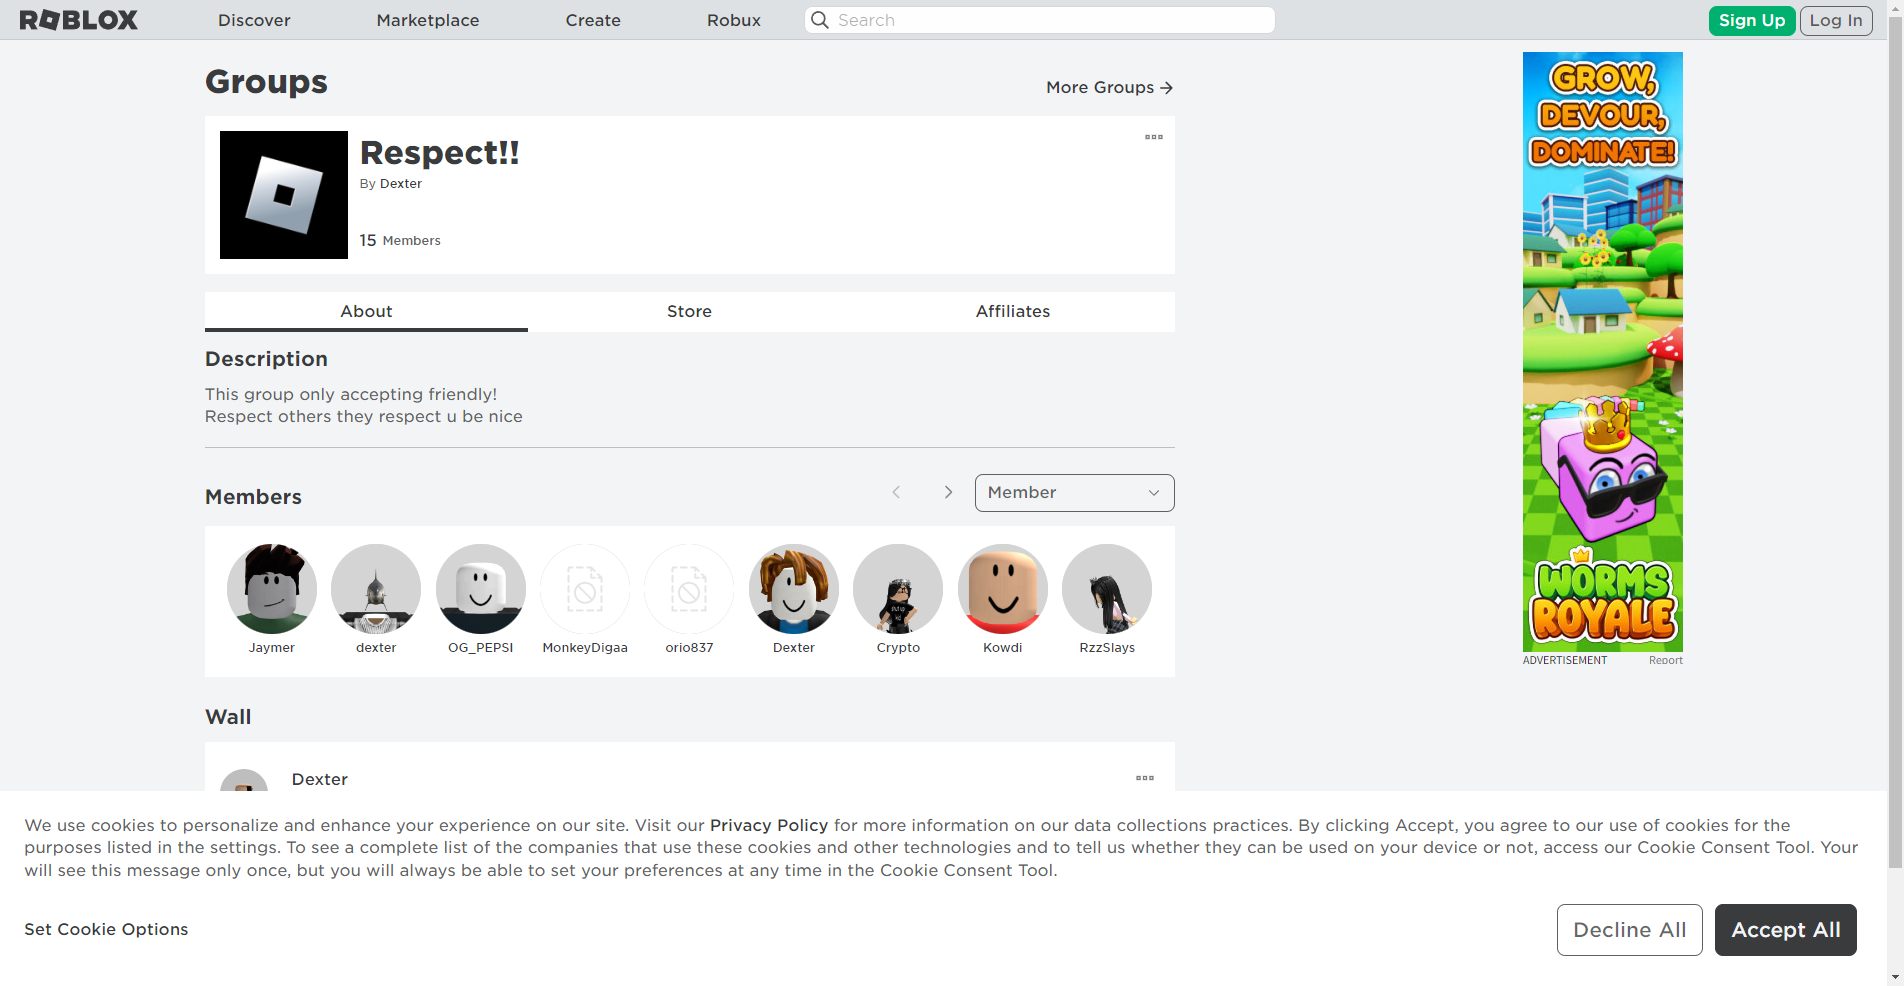 ROBLOX
Discover
Marketplace
Create
Robux
Search
Sign Up
Log In
Groups
More Groups
Respect!!
By Dexter
15 Members
About
Store
Affiliates
Description
This group only accepting friendly!
Respect others they respect u be nice
Members
Member
Jaymer
dexter
OG_PEPSI
MonkeyDigaa
orio837
Dexter
Crypto
Kowdi
RzzSlays
Wall
Dexter
GROW,
DEVOUR,
DOMINATE!
WORMS
ROYALE
ADVERTISEMENT
Report
We use cookies to personalize and enhance your experience on our site. Visit our Privacy Policy for more information on our data collections practices. By clicking Accept, you agree to our use of cookies for the
purposes listed in the settings. To see a complete list of the companies that use these cookies and other technologies and to tell us whether they can be used on your device or not, access our Cookie Consent Tool. Your
will see this message only once, but you will always be able to set your preferences at any time in the Cookie Consent Tool.
Set Cookie Options
Decline All
Accept All